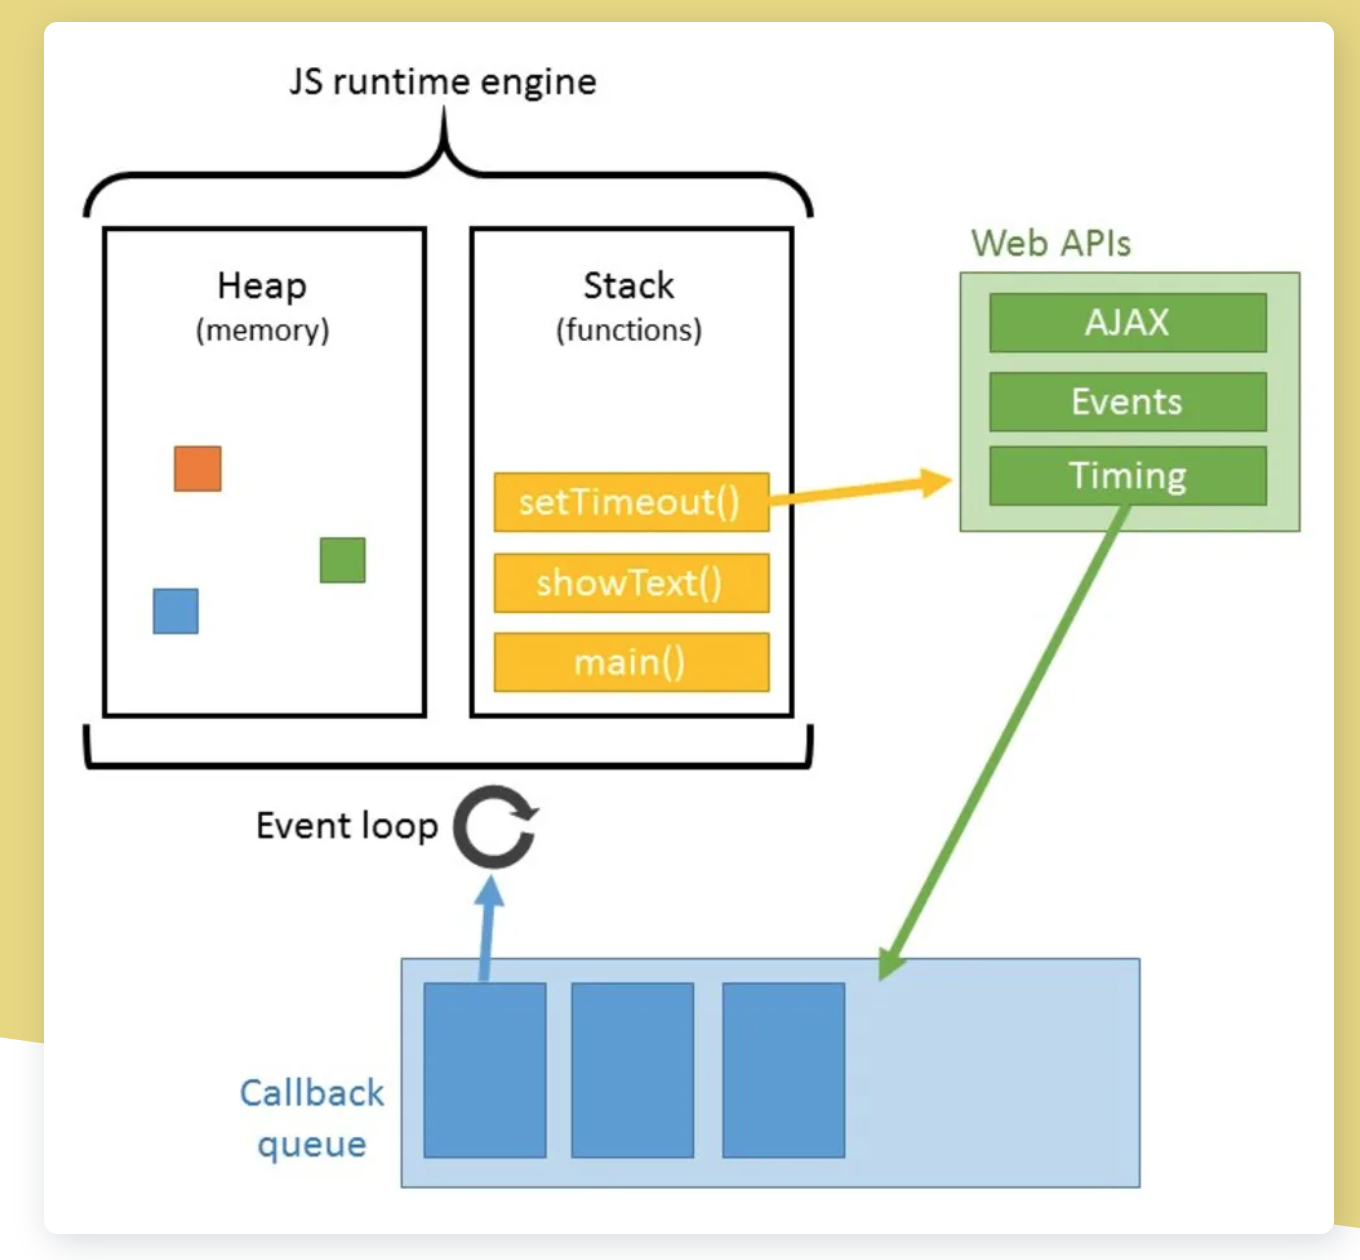 JS runtime engine
Heap
(memory)
Stack
(functions)
setTimeout()
showText()
main()
Web APIs
AJAX
Events
Timing
Event loop
Callback
queue